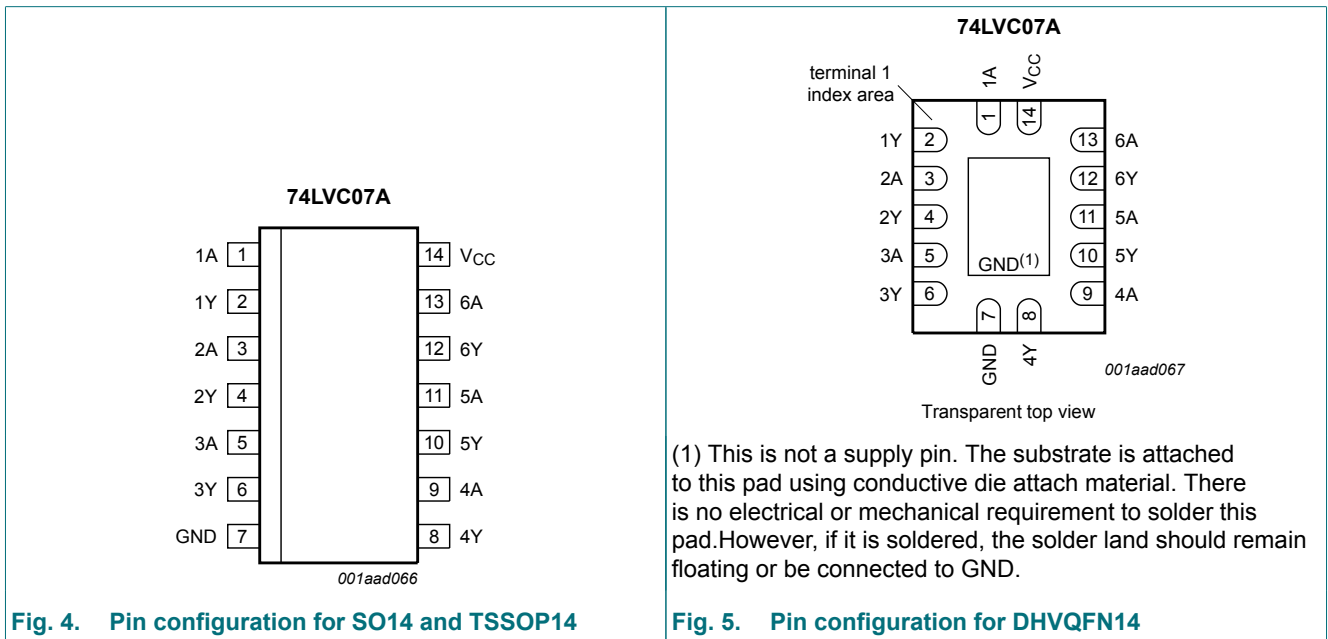 74LVC07A
1A 1
14 VCC
1Y 2
13 6A
2A 3
12 6Y
2Y 4
11 5A
3A 5
10 5Y
3Y 6
9 4A
GND 7
8 4Y
001aad066
Fig. 4. Pin configuration for SO14 and TSSOP14
74LVC07A
terminal 1
index area
1A
VCC
1
14
1Y 2
13 6A
2A 3
12 6Y
2Y 4
11 5A
3A 5
10 5Y
GND(1)
3Y 6
9 4A
7
8
GND
4Y
001aad067
Transparent top view
(1) This is not a supply pin. The substrate is attached
to this pad using conductive die attach material. There
is no electrical or mechanical requirement to solder this
pad.However, if it is soldered, the solder land should remain
floating or be connected to GND.
Fig. 5. Pin configuration for DHVQFN14